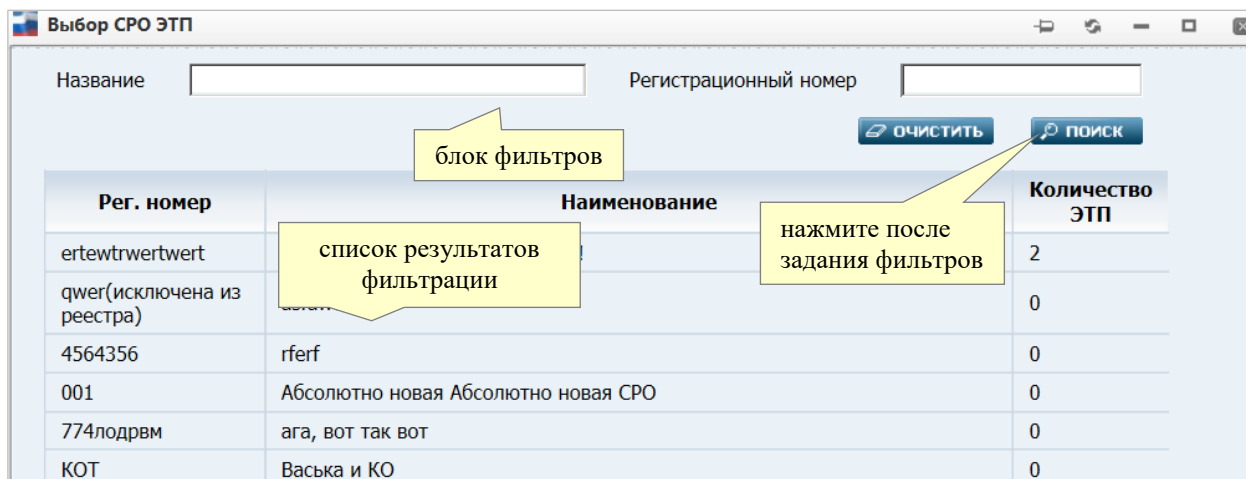 Выбор СРО ЭТП
Название
Регистрационный номер
ОЧИСТИТЬ
ПОИСК
блок фильтров
Рег. номер
Наименование
Количество
ЭТП
нажмите после
задания фильтров
список результатов
фильтрации
ertewtrwertwert
!
2
qwer(исключена из
реестра)
0
4564356
rferf
0
001
Абсолютно новая Абсолютно новая СРО
0
774лодрвм
ага, вот так вот
0
КОТ
Васька и КО
0